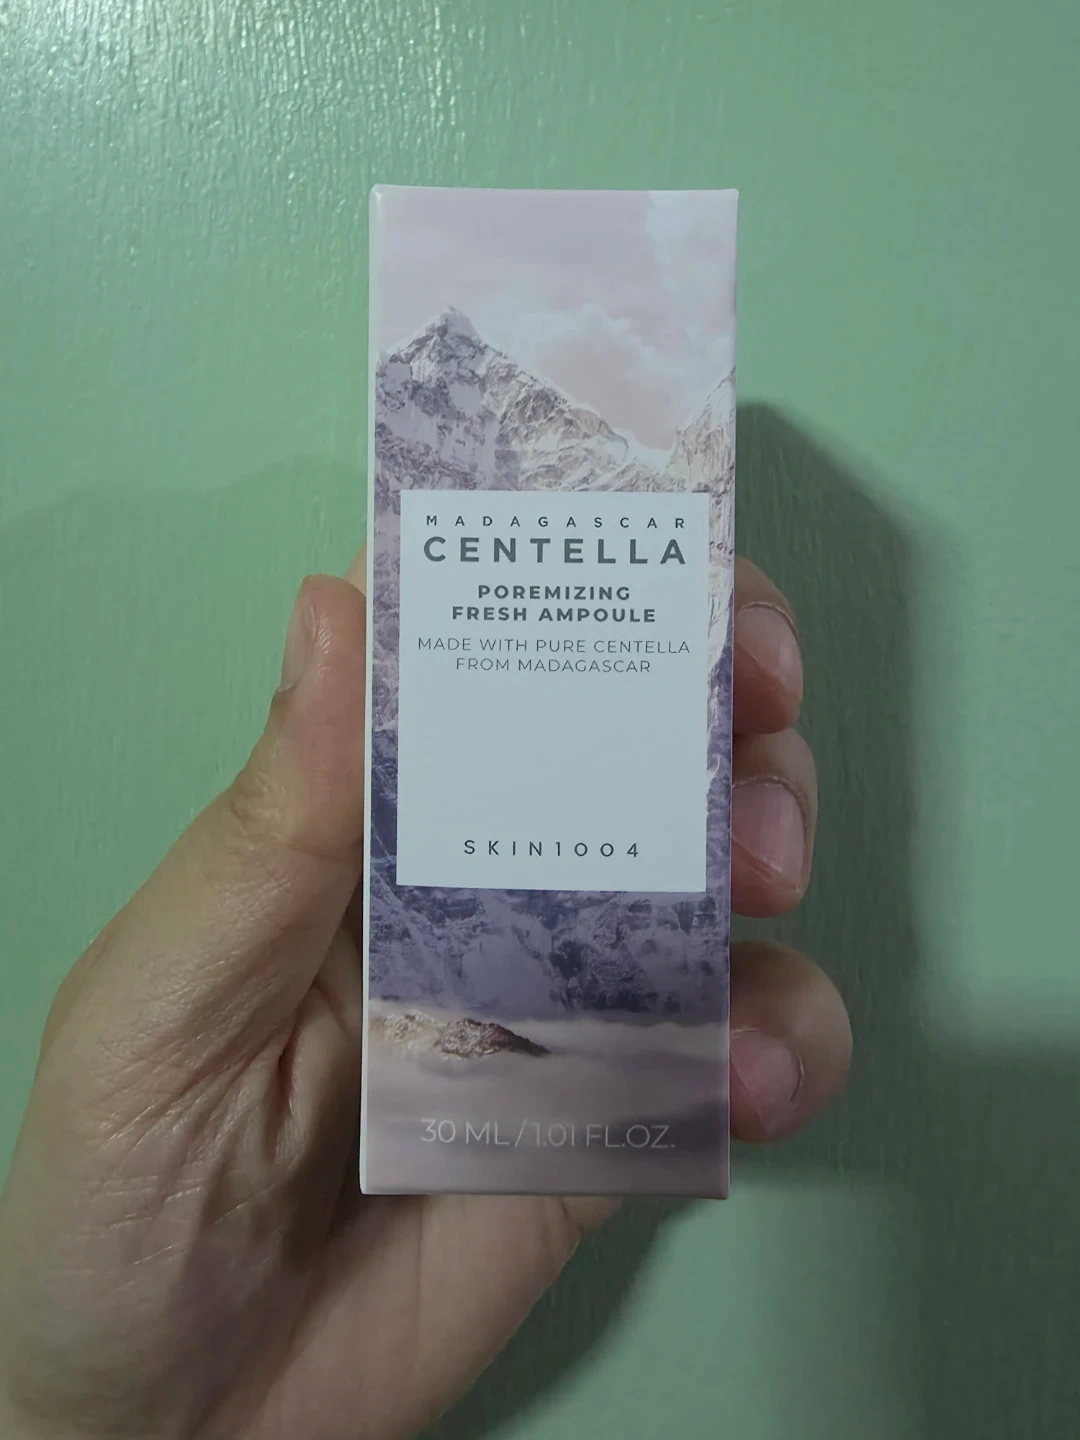 MADAGASCAR
CENTELLA
POREMIZING
FRESH AMPOULE
MADE WITH PURE CENTELLA
FROM MADAGASCAR
SKIN1004
30 ML / 1.01 FL.OZ.